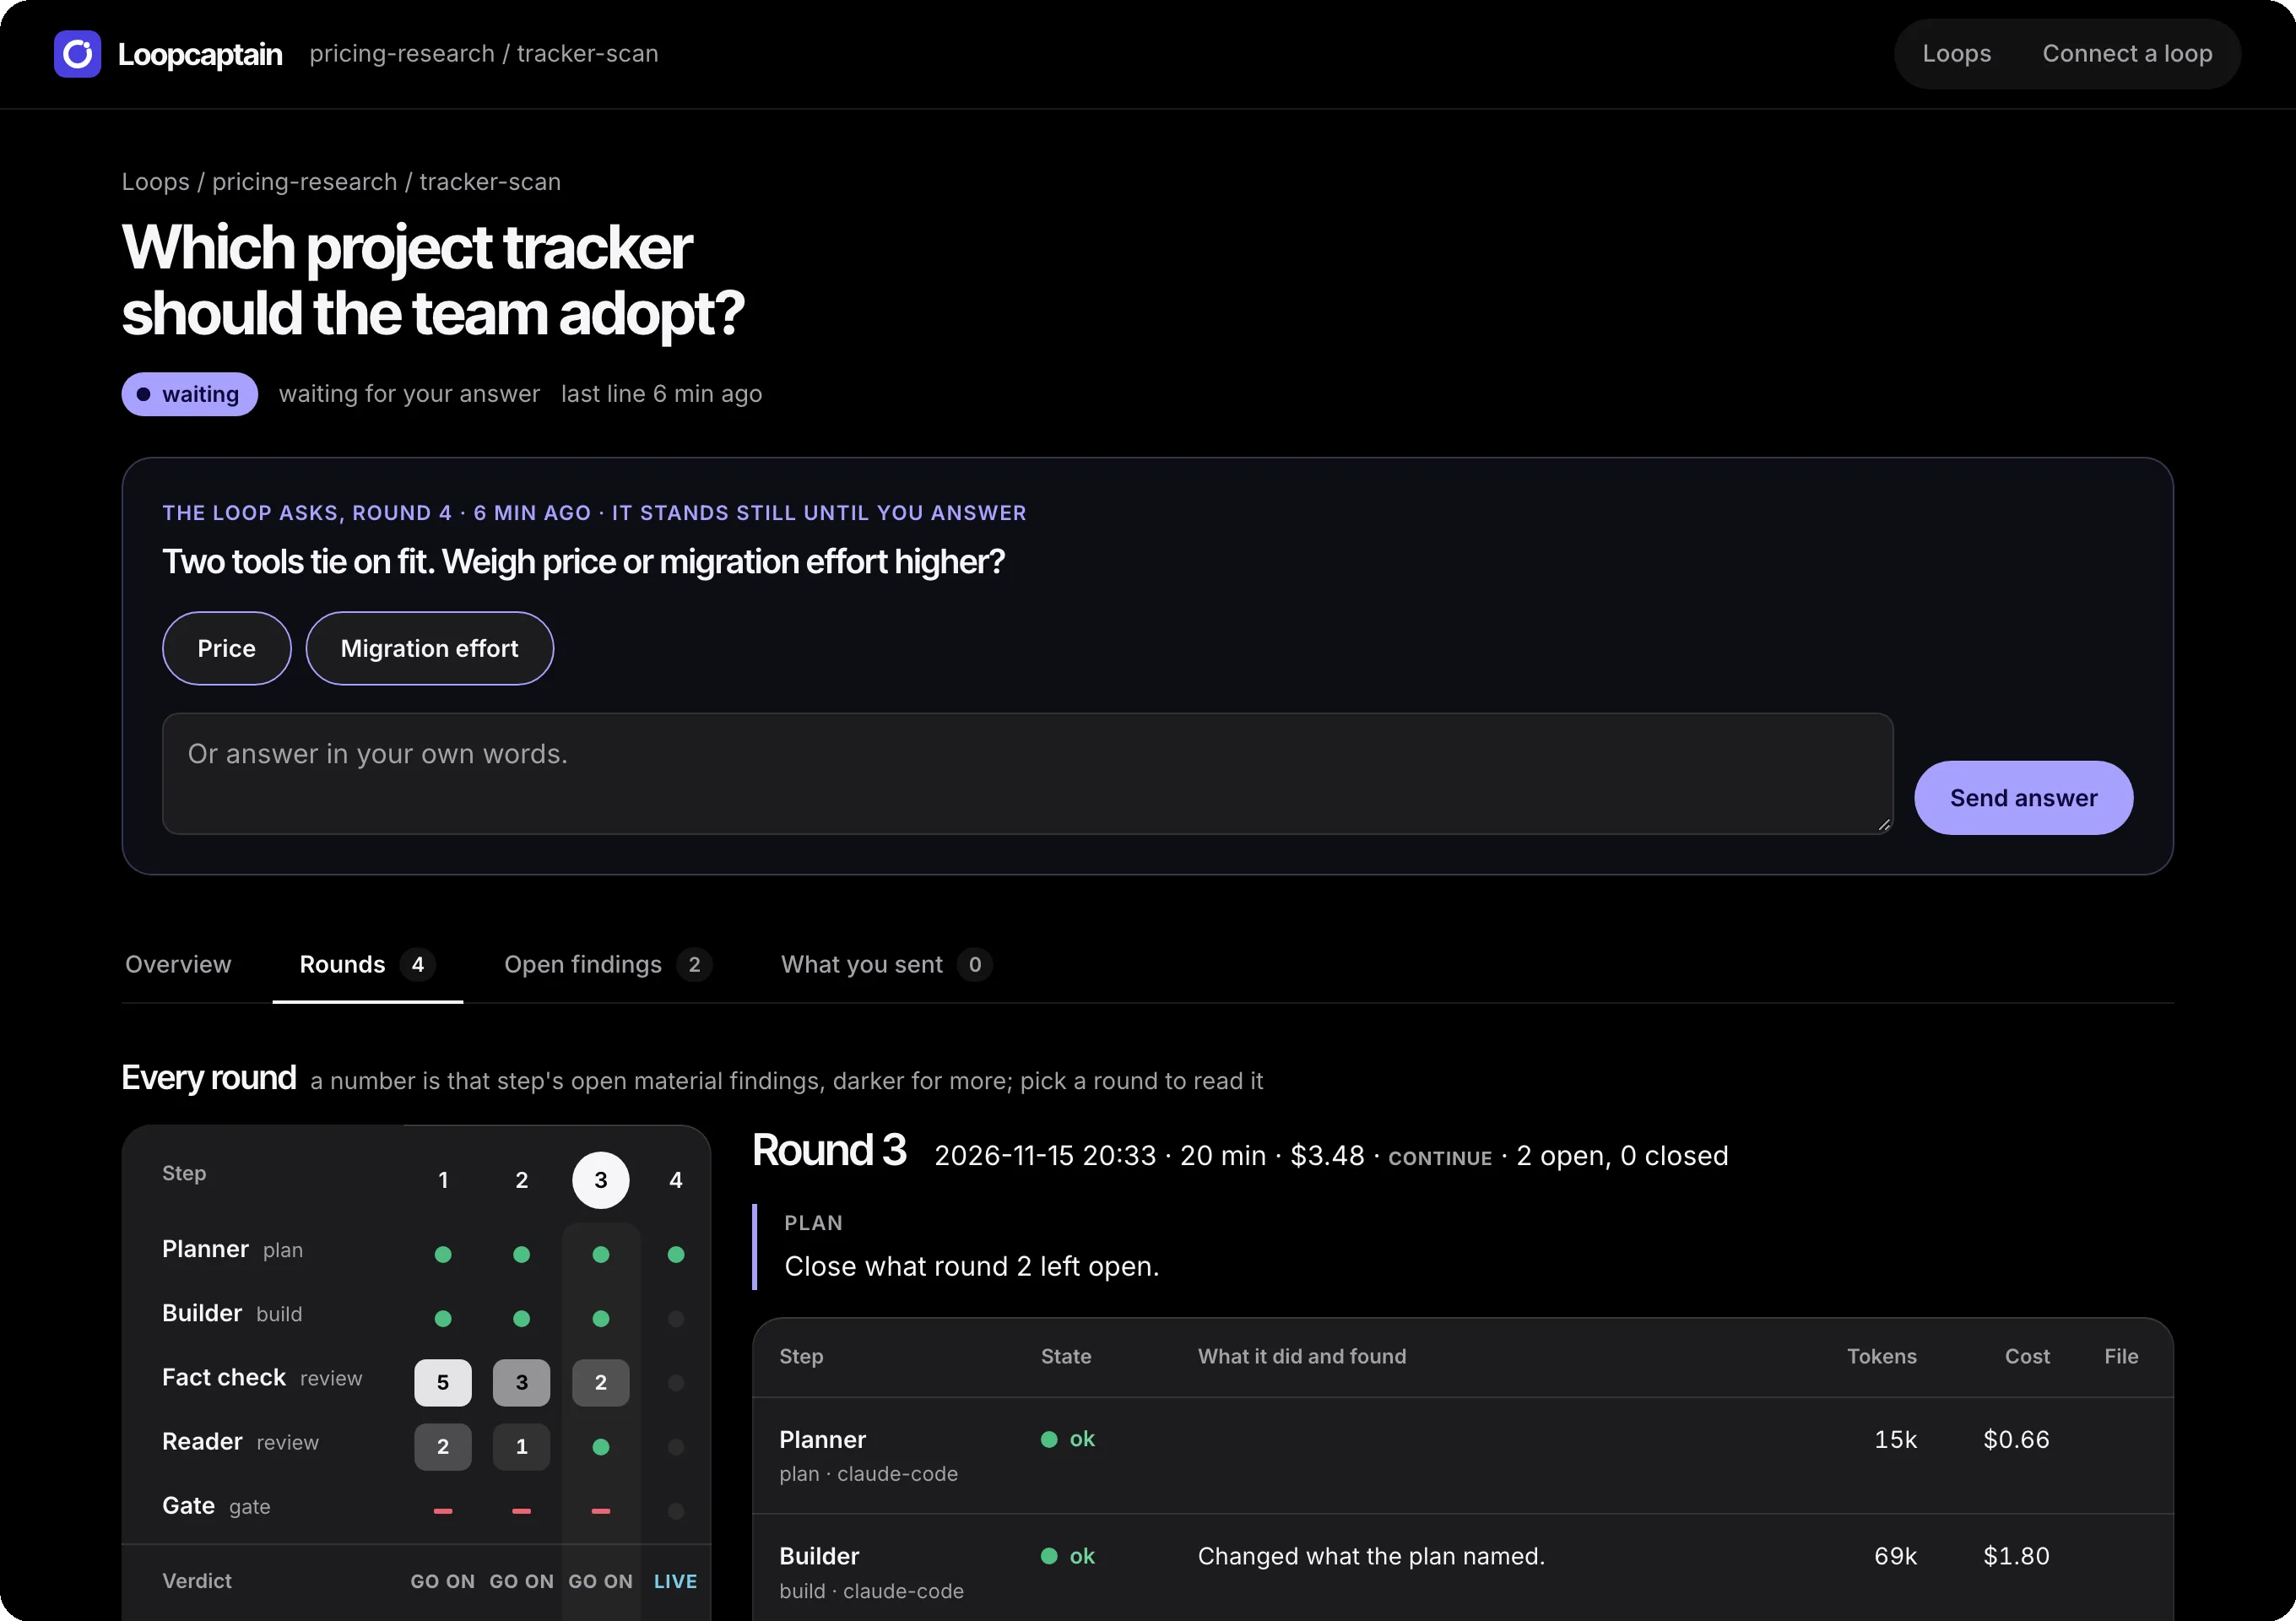 Loopcaptain pricing-research / tracker-scan Loops Connect a loop
Loops / pricing-research / tracker-scan
Which project tracker
should the team adopt?
waiting waiting for your answer last line 6 min ago
THE LOOP ASKS, ROUND 4 · 6 MIN AGO · IT STANDS STILL UNTIL YOU ANSWER
Two tools tie on fit. Weigh price or migration effort higher?
Price Migration effort
Or answer in your own words.
Send answer
Overview Rounds 4 Open findings 2 What you sent 0
Every round a number is that step's open material findings, darker for more; pick a round to read it
Step 1 2 3 4
Planner plan
Builder build
Fact check review 5 3 2
Reader review 2 1
Gate gate
Verdict GO ON GO ON GO ON LIVE
Round 3 2026-11-15 20:33 · 20 min · $3.48 · CONTINUE · 2 open, 0 closed
PLAN
Close what round 2 left open.
Step State What it did and found Tokens Cost File
Planner ok 15k $0.66
plan · claude-code
Builder ok Changed what the plan named. 69k $1.80
build · claude-code